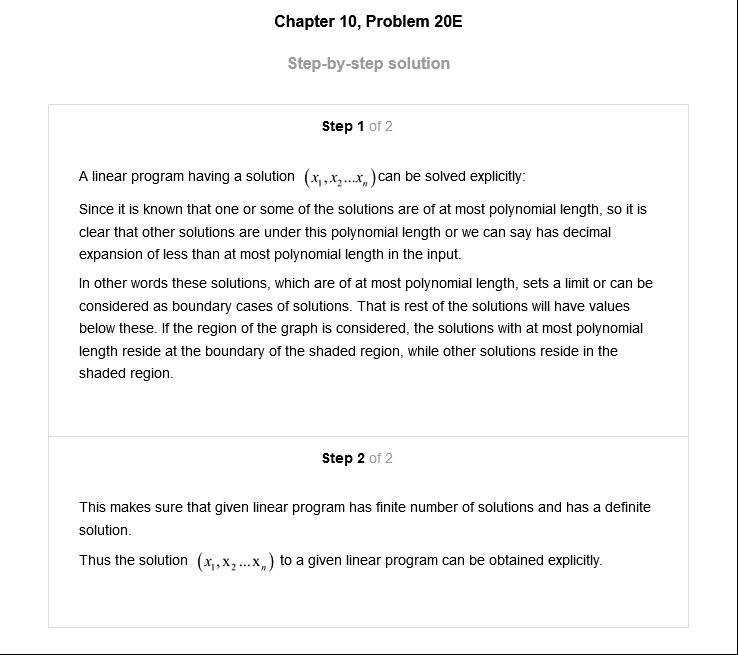 Chapter 10, Problem 20E
Step-by-step solution
Step 1 of 2
A linear program having a solution (x₁,x₂...xₙ)can be solved explicitly:
Since it is known that one or some of the solutions are of at most polynomial length, so it is
clear that other solutions are under this polynomial length or we can say has decimal
expansion of less than at most polynomial length in the input.
In other words these solutions, which are of at most polynomial length, sets a limit or can be
considered as boundary cases of solutions. That is rest of the solutions will have values
below these. If the region of the graph is considered, the solutions with at most polynomial
length reside at the boundary of the shaded region, while other solutions reside in the
shaded region.
Step 2 of 2
This makes sure that given linear program has finite number of solutions and has a definite
solution.
Thus the solution (x₁,x₂...xₙ) to a given linear program can be obtained explicitly.